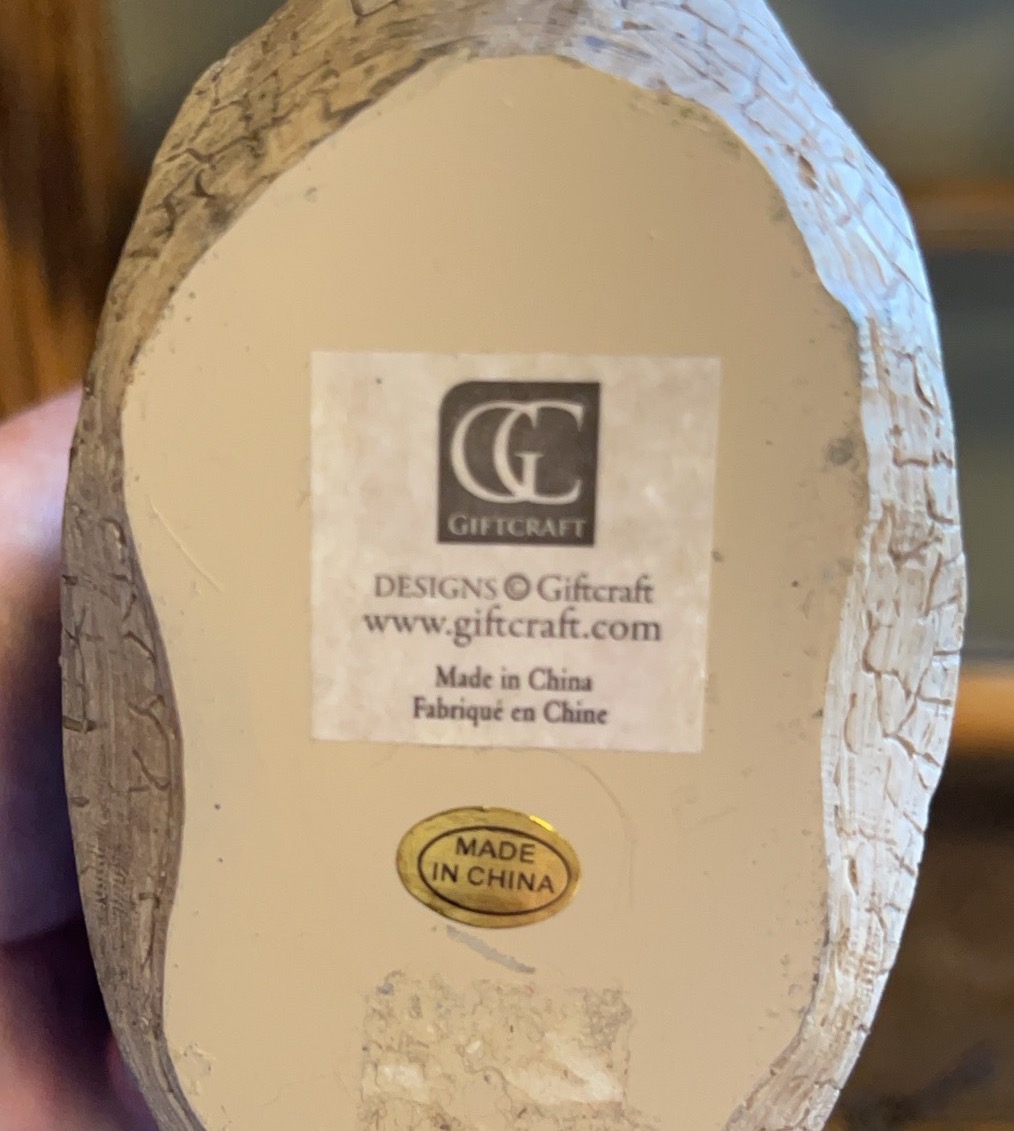 GC
GIFTCRAFT
DESIGNS © Giftcraft
www.giftcraft.com
Made in China
Fabriqué en Chine
MADE
IN CHINA